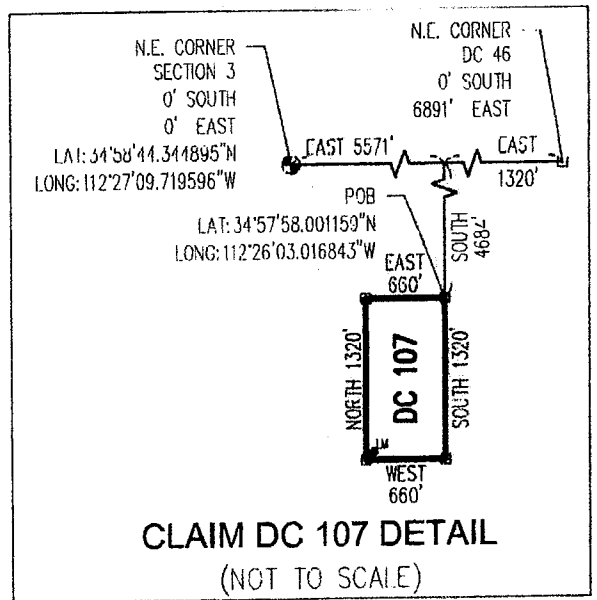 N.E. CORNER
SECTION 3
0' SOUTH
0' EAST
LAT: 34°58'44.344895"N
LONG: 112°27'09.719596"W
N.E. CORNER
DC 46
0' SOUTH
6891' EAST
EAST 5571'
EAST
1320'
POB
LAT: 34°57'58.001159"N
LONG: 112°26'03.016843"W
SOUTH
4684'
EAST
660'
NORTH 1320'
DC 107
SOUTH 1320'
LM
WEST
660'
CLAIM DC 107 DETAIL
(NOT TO SCALE)